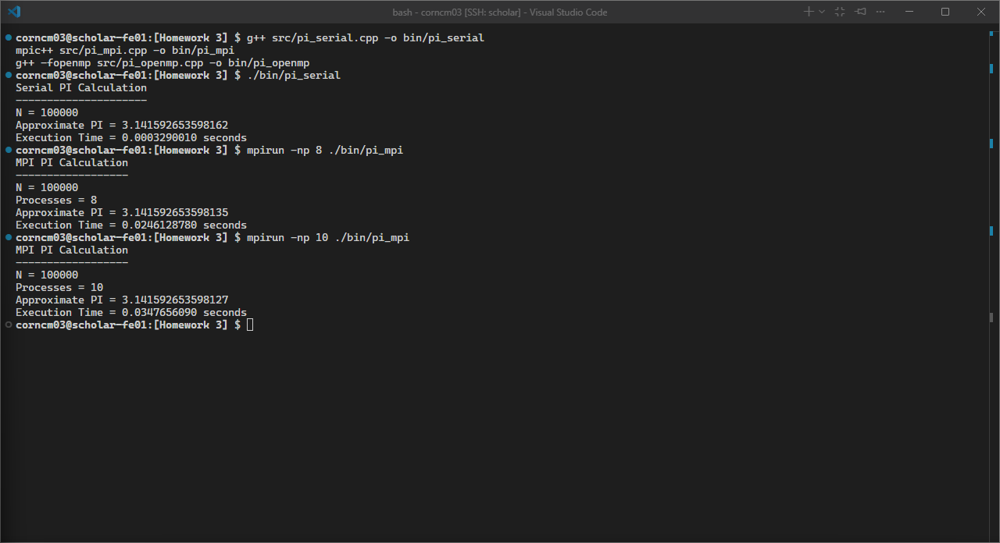 bash - corncm03 [SSH: scholar] - Visual Studio Code
corncm03@scholar-fe01:[Homework 3] $ g++ src/pi_serial.cpp -o bin/pi_serial
mpic++ src/pi_mpi.cpp -o bin/pi_mpi
g++ -fopenmp src/pi_openmp.cpp -o bin/pi_openmp
corncm03@scholar-fe01:[Homework 3] $ ./bin/pi_serial
Serial PI Calculation
---------------------
N = 100000
Approximate PI = 3.141592653598162
Execution Time = 0.0003290010 seconds
corncm03@scholar-fe01:[Homework 3] $ mpirun -np 8 ./bin/pi_mpi
MPI PI Calculation
------------------
N = 100000
Processes = 8
Approximate PI = 3.141592653598135
Execution Time = 0.0246128780 seconds
corncm03@scholar-fe01:[Homework 3] $ mpirun -np 10 ./bin/pi_mpi
MPI PI Calculation
------------------
N = 100000
Processes = 10
Approximate PI = 3.141592653598127
Execution Time = 0.0347656090 seconds
corncm03@scholar-fe01:[Homework 3] $